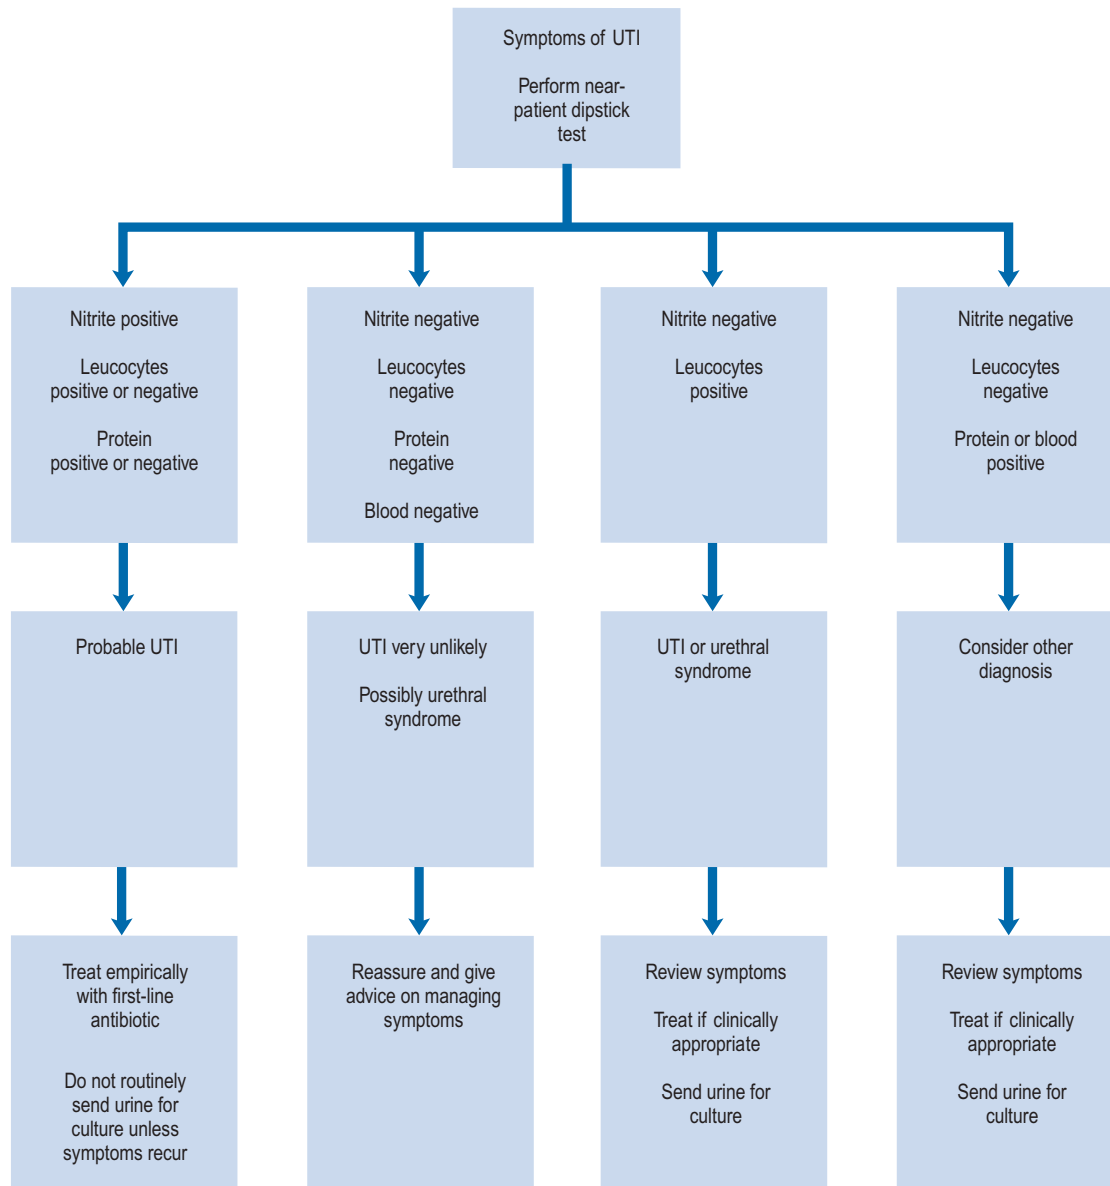 Symptoms of UTI
Perform near-
patient dipstick
test
Nitrite positive
Leucocytes
positive or negative
Protein
positive or negative
Nitrite negative
Leucocytes
negative
Protein
negative
Blood negative
Nitrite negative
Leucocytes
positive
Nitrite negative
Leucocytes
negative
Protein or blood
positive
Probable UTI
UTI very unlikely
Possibly urethral
syndrome
UTI or urethral
syndrome
Consider other
diagnosis
Treat empirically
with first-line
antibiotic
Do not routinely
send urine for
culture unless
symptoms recur
Reassure and give
advice on managing
symptoms
Review symptoms
Treat if clinically
appropriate
Send urine for
culture
Review symptoms
Treat if clinically
appropriate
Send urine for
culture